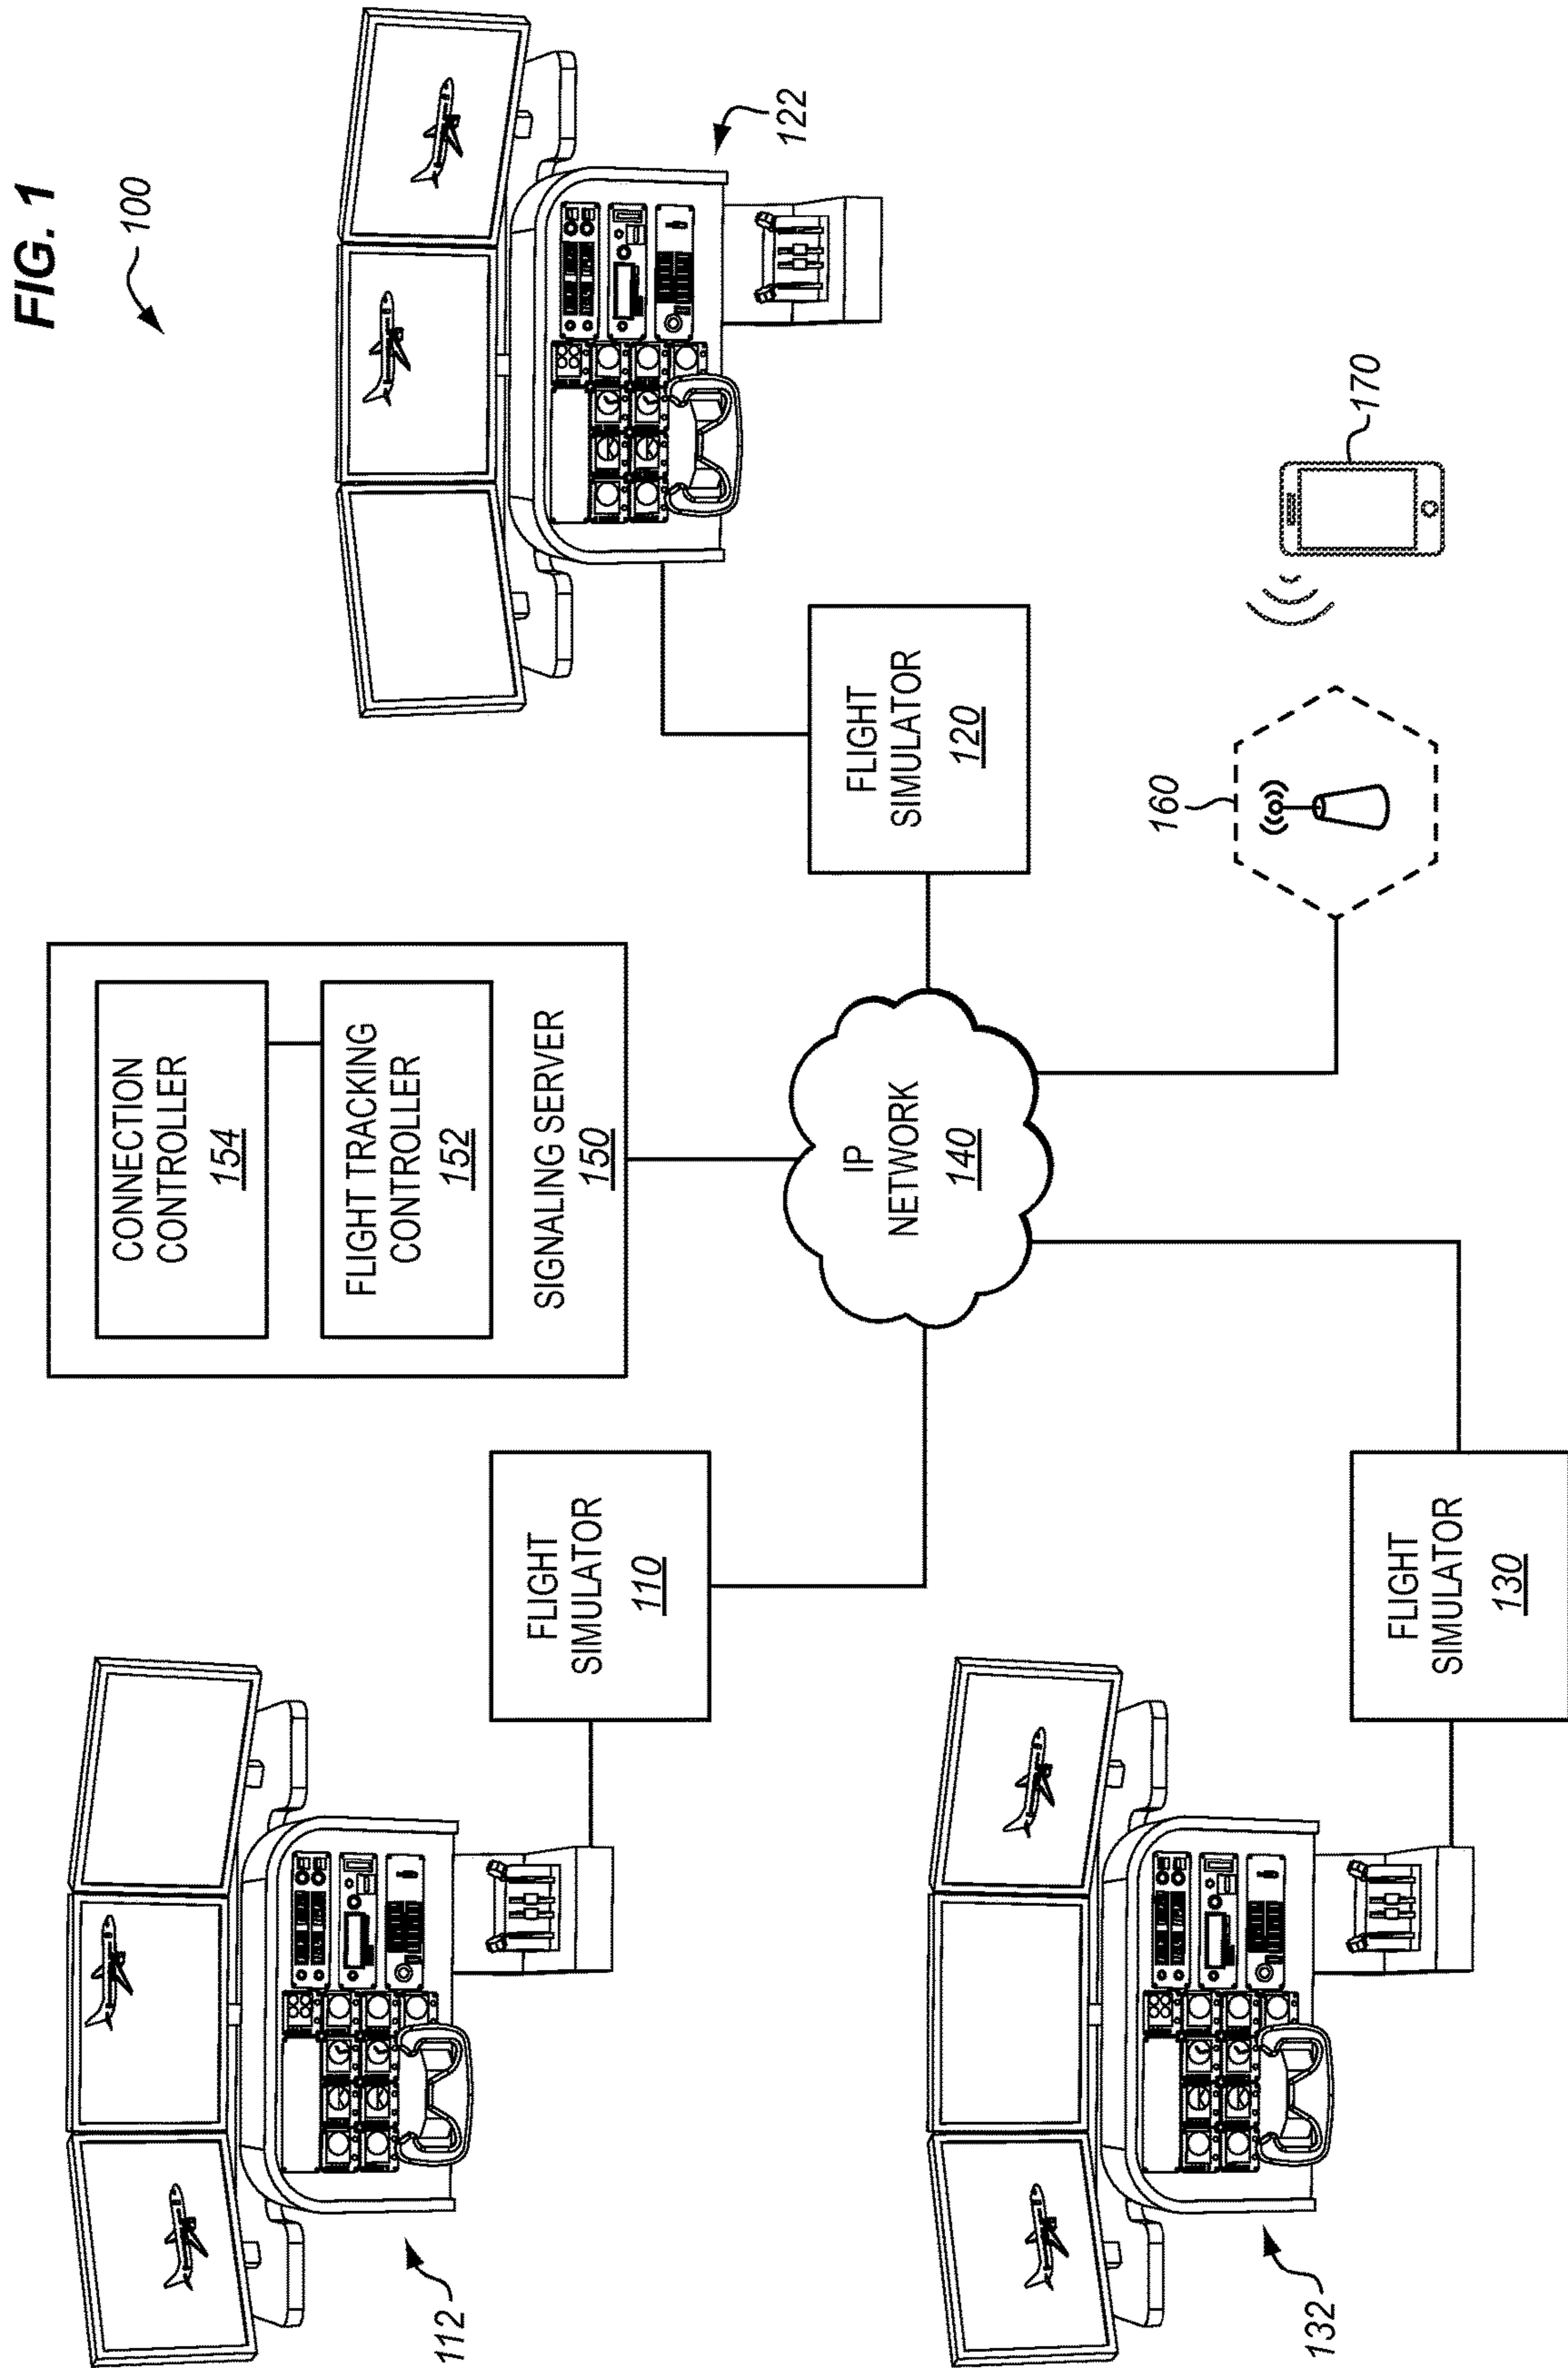 FIG. 1
100
112
FLIGHT
SIMULATOR
110
CONNECTION
CONTROLLER
154
FLIGHT TRACKING
CONTROLLER
152
SIGNALING SERVER
150
122
IP
NETWORK
140
FLIGHT
SIMULATOR
120
132
FLIGHT
SIMULATOR
130
160
170